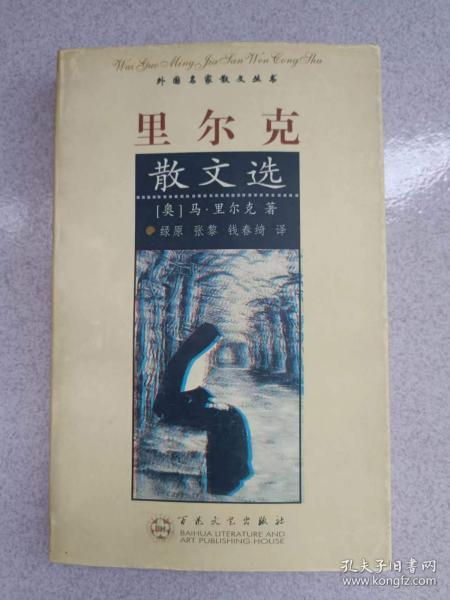 Wai Guo Ming Jia San Wen Cong Shu
外国名家散文丛书
里尔克
散文选
[奥]马·里尔克 著
绿原 张黎 钱春绮 译
百花文艺出版社
BAIHUA LITERATURE AND
ART PUBLISHING HOUSE
孔夫子旧书网
www.kongfz.com